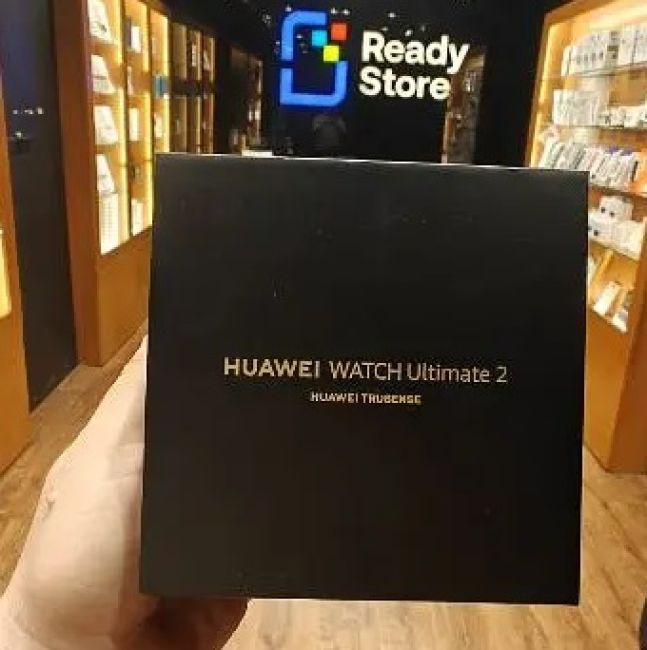 Ready
Store
HUAWEI WATCH Ultimate 2
HUAWEI TRUSENSE